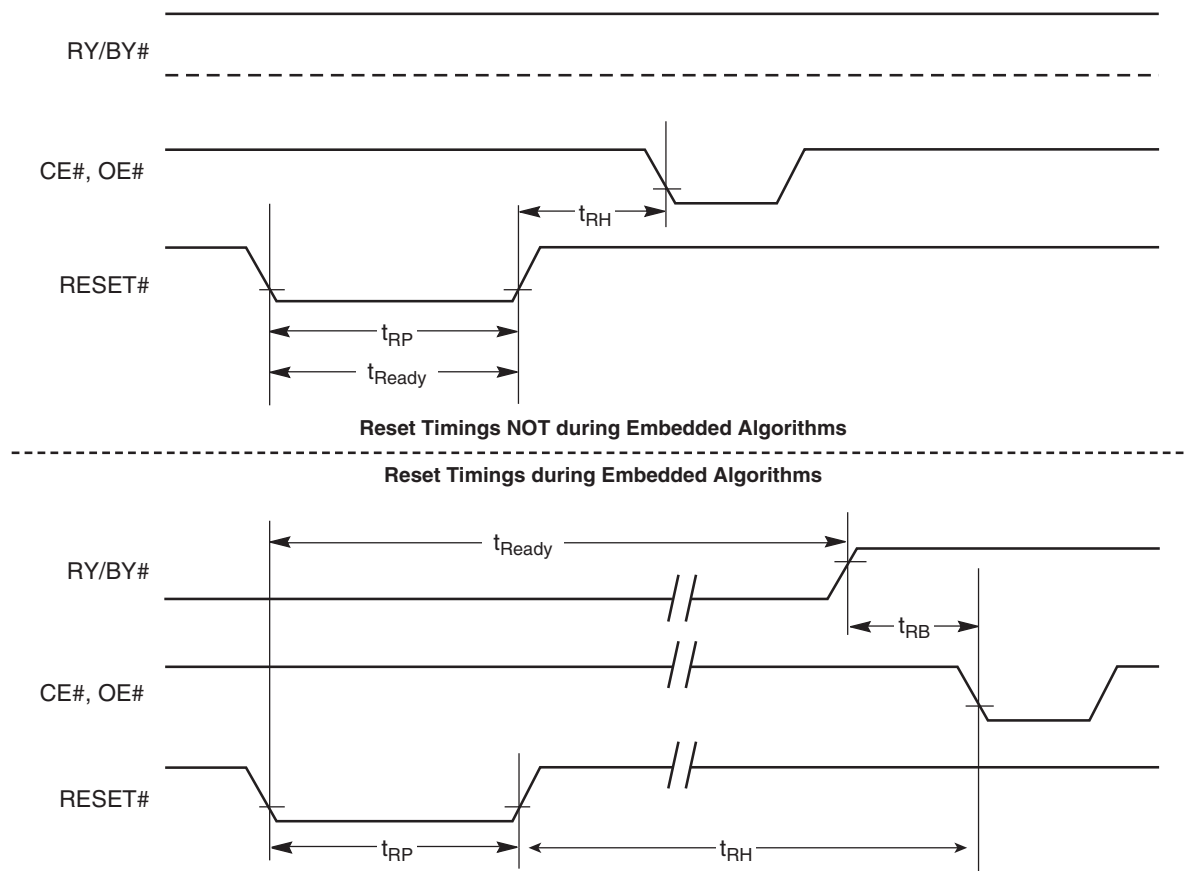 RY/BY#
CE#, OE#
tRH
RESET#
tRP
tReady
Reset Timings NOT during Embedded Algorithms
Reset Timings during Embedded Algorithms
tReady
RY/BY#
tRB
CE#, OE#
RESET#
tRP
tRH